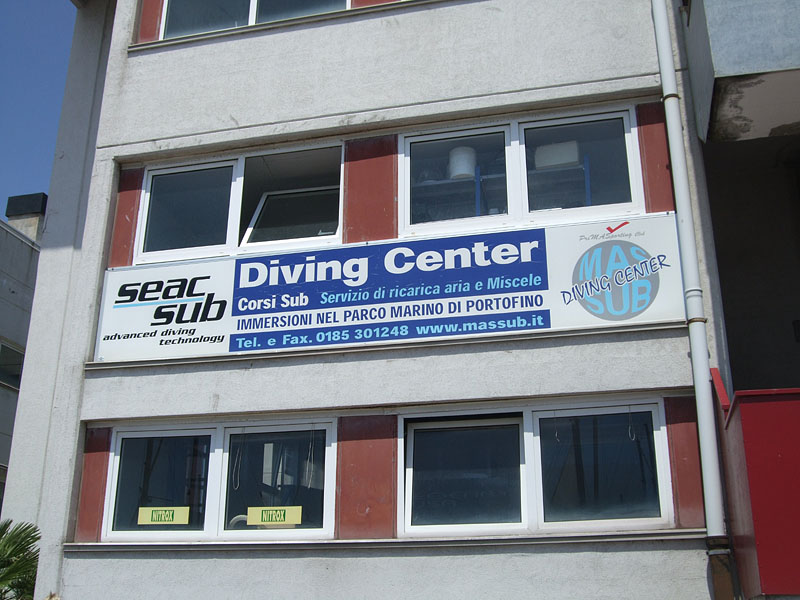 seac
sub
advanced diving
technology
Diving Center
Corsi Sub Servizio di ricarica aria e Miscele
IMMERSIONI NEL PARCO MARINO DI PORTOFINO
Tel. e Fax. 0185 301248 www.massub.it
MAS
DIVING CENTER
SUB
NITROX
NITROX